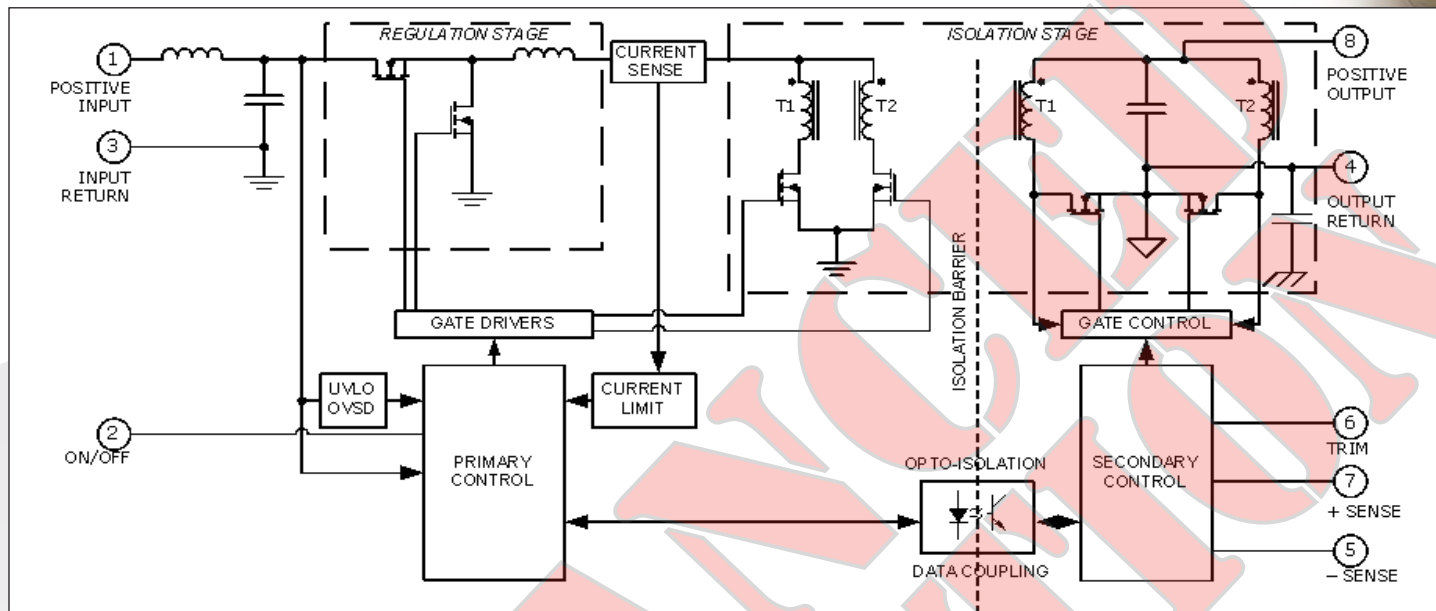 REGULATION STAGE
ISOLATION STAGE
1
POSITIVE
INPUT
CURRENT
SENSE
8
POSITIVE
OUTPUT
T1
T2
T1
T2
3
INPUT
RETURN
4
OUTPUT
RETURN
ISOLATION BARRIER
GATE DRIVERS
GATE CONTROL
UVLO
OVSD
CURRENT
LIMIT
2
ON/OFF
PRIMARY
CONTROL
OPTO-ISOLATION
SECONDARY
CONTROL
6
TRIM
7
+ SENSE
DATA COUPLING
5
– SENSE